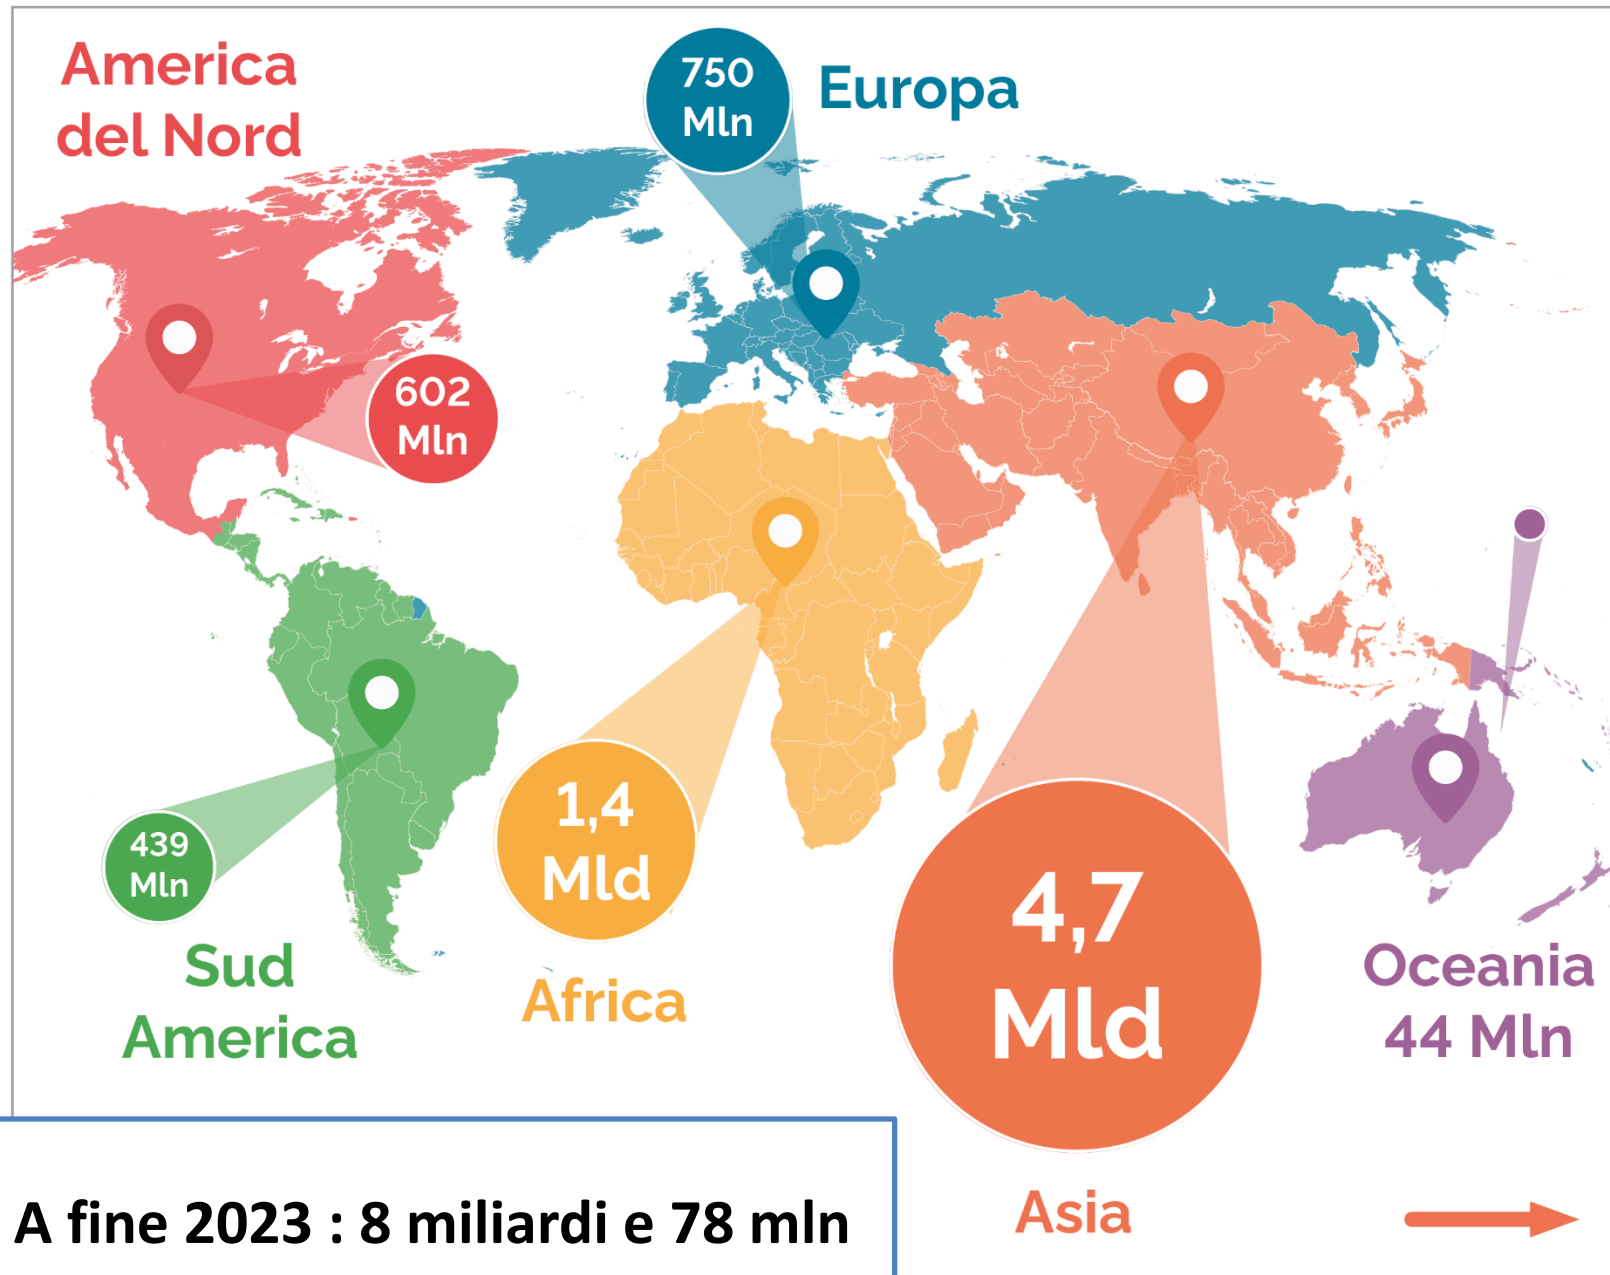 America
del Nord
750
Mln
Europa
602
Mln
439
Mln
Sud
America
1,4
Mld
Africa
4,7
Mld
Asia
Oceania
44 Mln
A fine 2023 : 8 miliardi e 78 mln